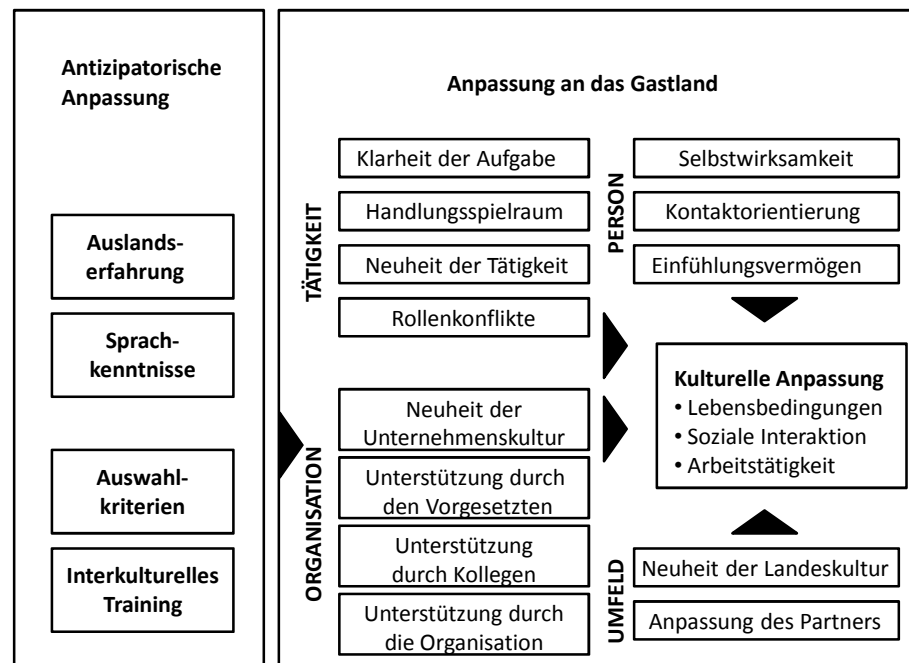 Antizipatorische
Anpassung
Auslands-
erfahrung
Sprach-
kenntnisse
Auswahl-
kriterien
Interkulturelles
Training
Anpassung an das Gastland
TÄTIGKEIT
Klarheit der Aufgabe
Handlungsspielraum
Neuheit der Tätigkeit
Rollenkonflikte
PERSON
Selbstwirksamkeit
Kontaktorientierung
Einfühlungsvermögen
ORGANISATION
Neuheit der
Unternehmenskultur
Unterstützung durch
den Vorgesetzten
Unterstützung
durch Kollegen
Unterstützung durch
die Organisation
Kulturelle Anpassung
• Lebensbedingungen
• Soziale Interaktion
• Arbeitstätigkeit
UMFELD
Neuheit der Landeskultur
Anpassung des Partners